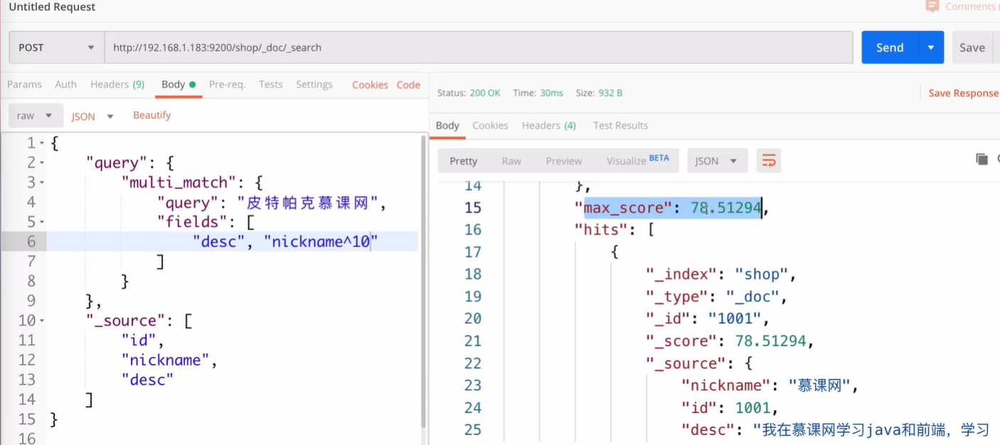 Untitled Request
Comments
POST http://192.168.1.183:9200/shop/_doc/_search Send Save
Params Auth Headers (9) Body Pre-req. Tests Settings Cookies Code
raw JSON Beautify
1 {
2 "query": {
3 "multi_match": {
4 "query": "皮特帕克慕课网",
5 "fields": [
6 "desc", "nickname^10"
7 ]
8 }
9 },
10 "_source": [
11 "id",
12 "nickname",
13 "desc"
14 ]
15 }
16
Status: 200 OK Time: 30ms Size: 932 B Save Response
Body Cookies Headers (4) Test Results
Pretty Raw Preview Visualize BETA JSON
14 },
15 "max_score": 78.51294,
16 "hits": [
17 {
18 "_index": "shop",
19 "_type": "_doc",
20 "_id": "1001",
21 "_score": 78.51294,
22 "_source": {
23 "nickname": "慕课网",
24 "id": 1001,
25 "desc": "我在慕课网学习java和前端，学习